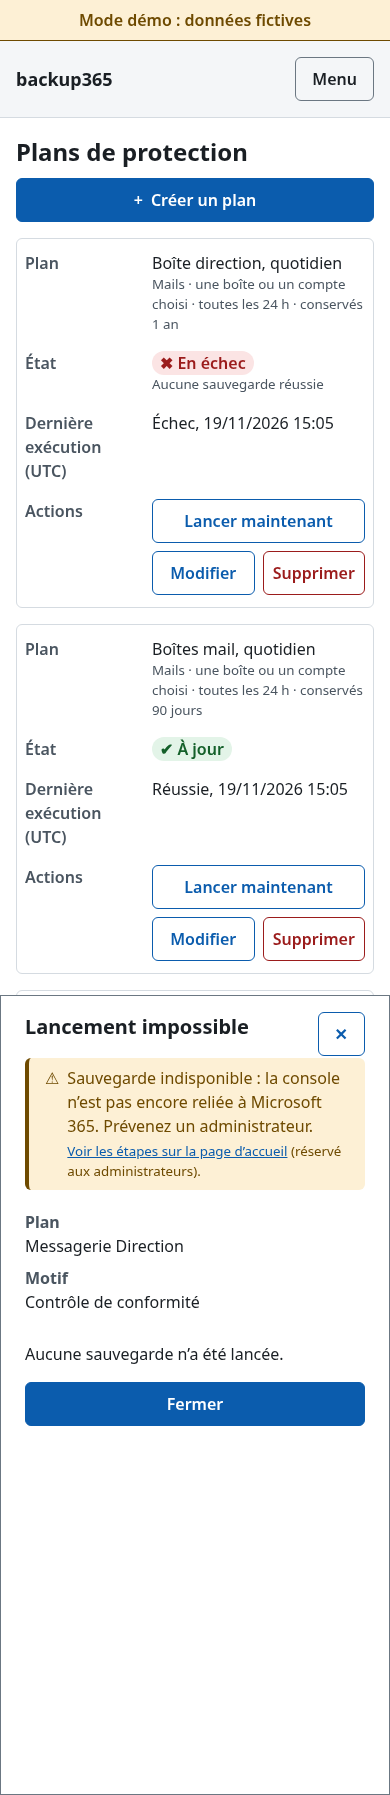 Mode démo : données fictives
backup365
Menu
Plans de protection
+ Créer un plan
Plan
Boîte direction, quotidien
Mails · une boîte ou un compte
choisi · toutes les 24 h · conservés
1 an
État
✖ En échec
Aucune sauvegarde réussie
Dernière
exécution
(UTC)
Échec, 19/11/2026 15:05
Actions
Lancer maintenant
Modifier
Supprimer
Plan
Boîtes mail, quotidien
Mails · une boîte ou un compte
choisi · toutes les 24 h · conservés
90 jours
État
✔ À jour
Dernière
exécution
(UTC)
Réussie, 19/11/2026 15:05
Actions
Lancer maintenant
Modifier
Supprimer
Lancement impossible
✕
⚠ Sauvegarde indisponible : la console
n’est pas encore reliée à Microsoft
365. Prévenez un administrateur.
Voir les étapes sur la page d’accueil (réservé
aux administrateurs).
Plan
Messagerie Direction
Motif
Contrôle de conformité
Aucune sauvegarde n’a été lancée.
Fermer